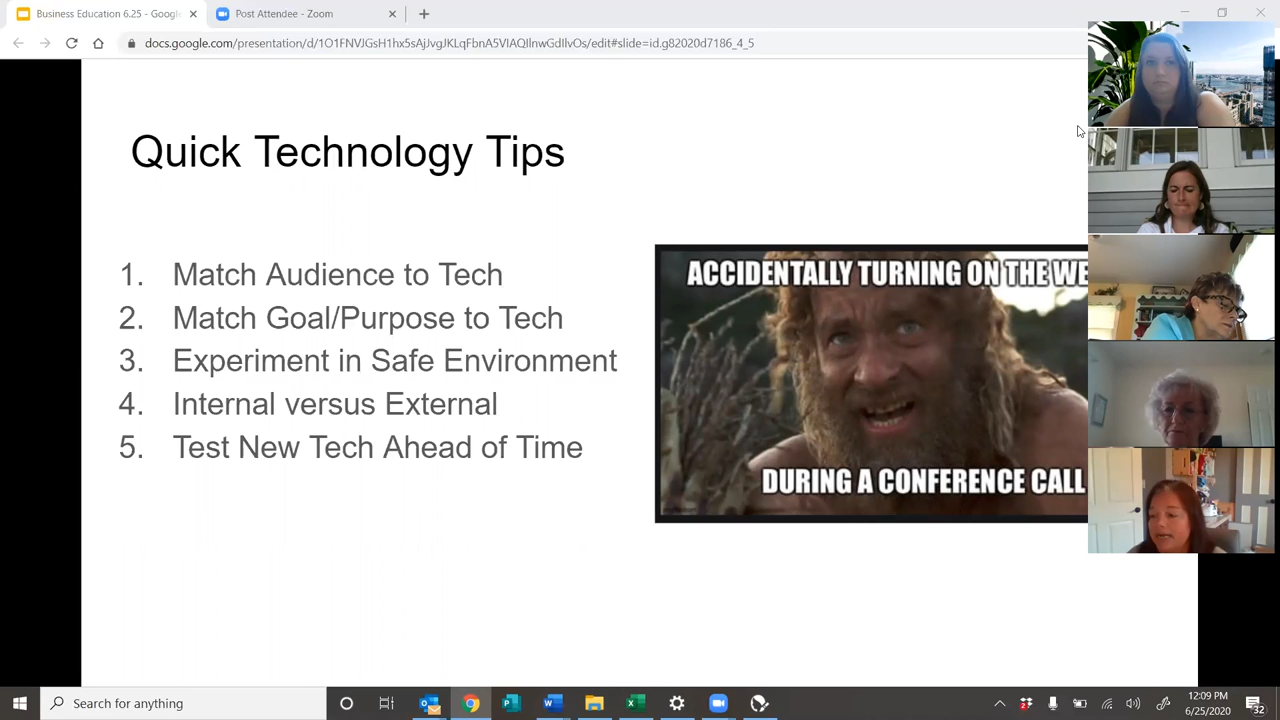 Business Education 6.25 - Googl
Post Attendee - Zoom
docs.google.com/presentation/d/1O1FNVJGsH1hx5sAjJvgJKLqFbnA5VIAQIlnwGdIlvOs/edit#slide=id.g82020d7186_4_5
Quick Technology Tips
1. Match Audience to Tech
2. Match Goal/Purpose to Tech
3. Experiment in Safe Environment
4. Internal versus External
5. Test New Tech Ahead of Time
ACCIDENTALLY TURNING ON THE WE
DURING A CONFERENCE CALL
Search for anything
12:09 PM
6/25/2020
32